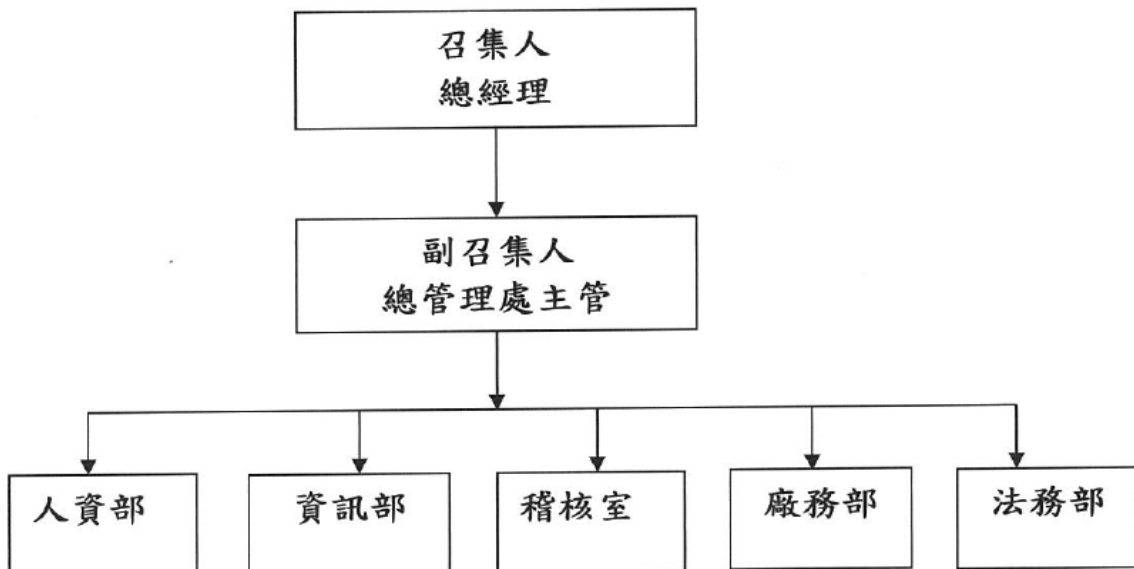 召集人
總經理
副召集人
總管理處主管
人資部
資訊部
稽核室
廠務部
法務部